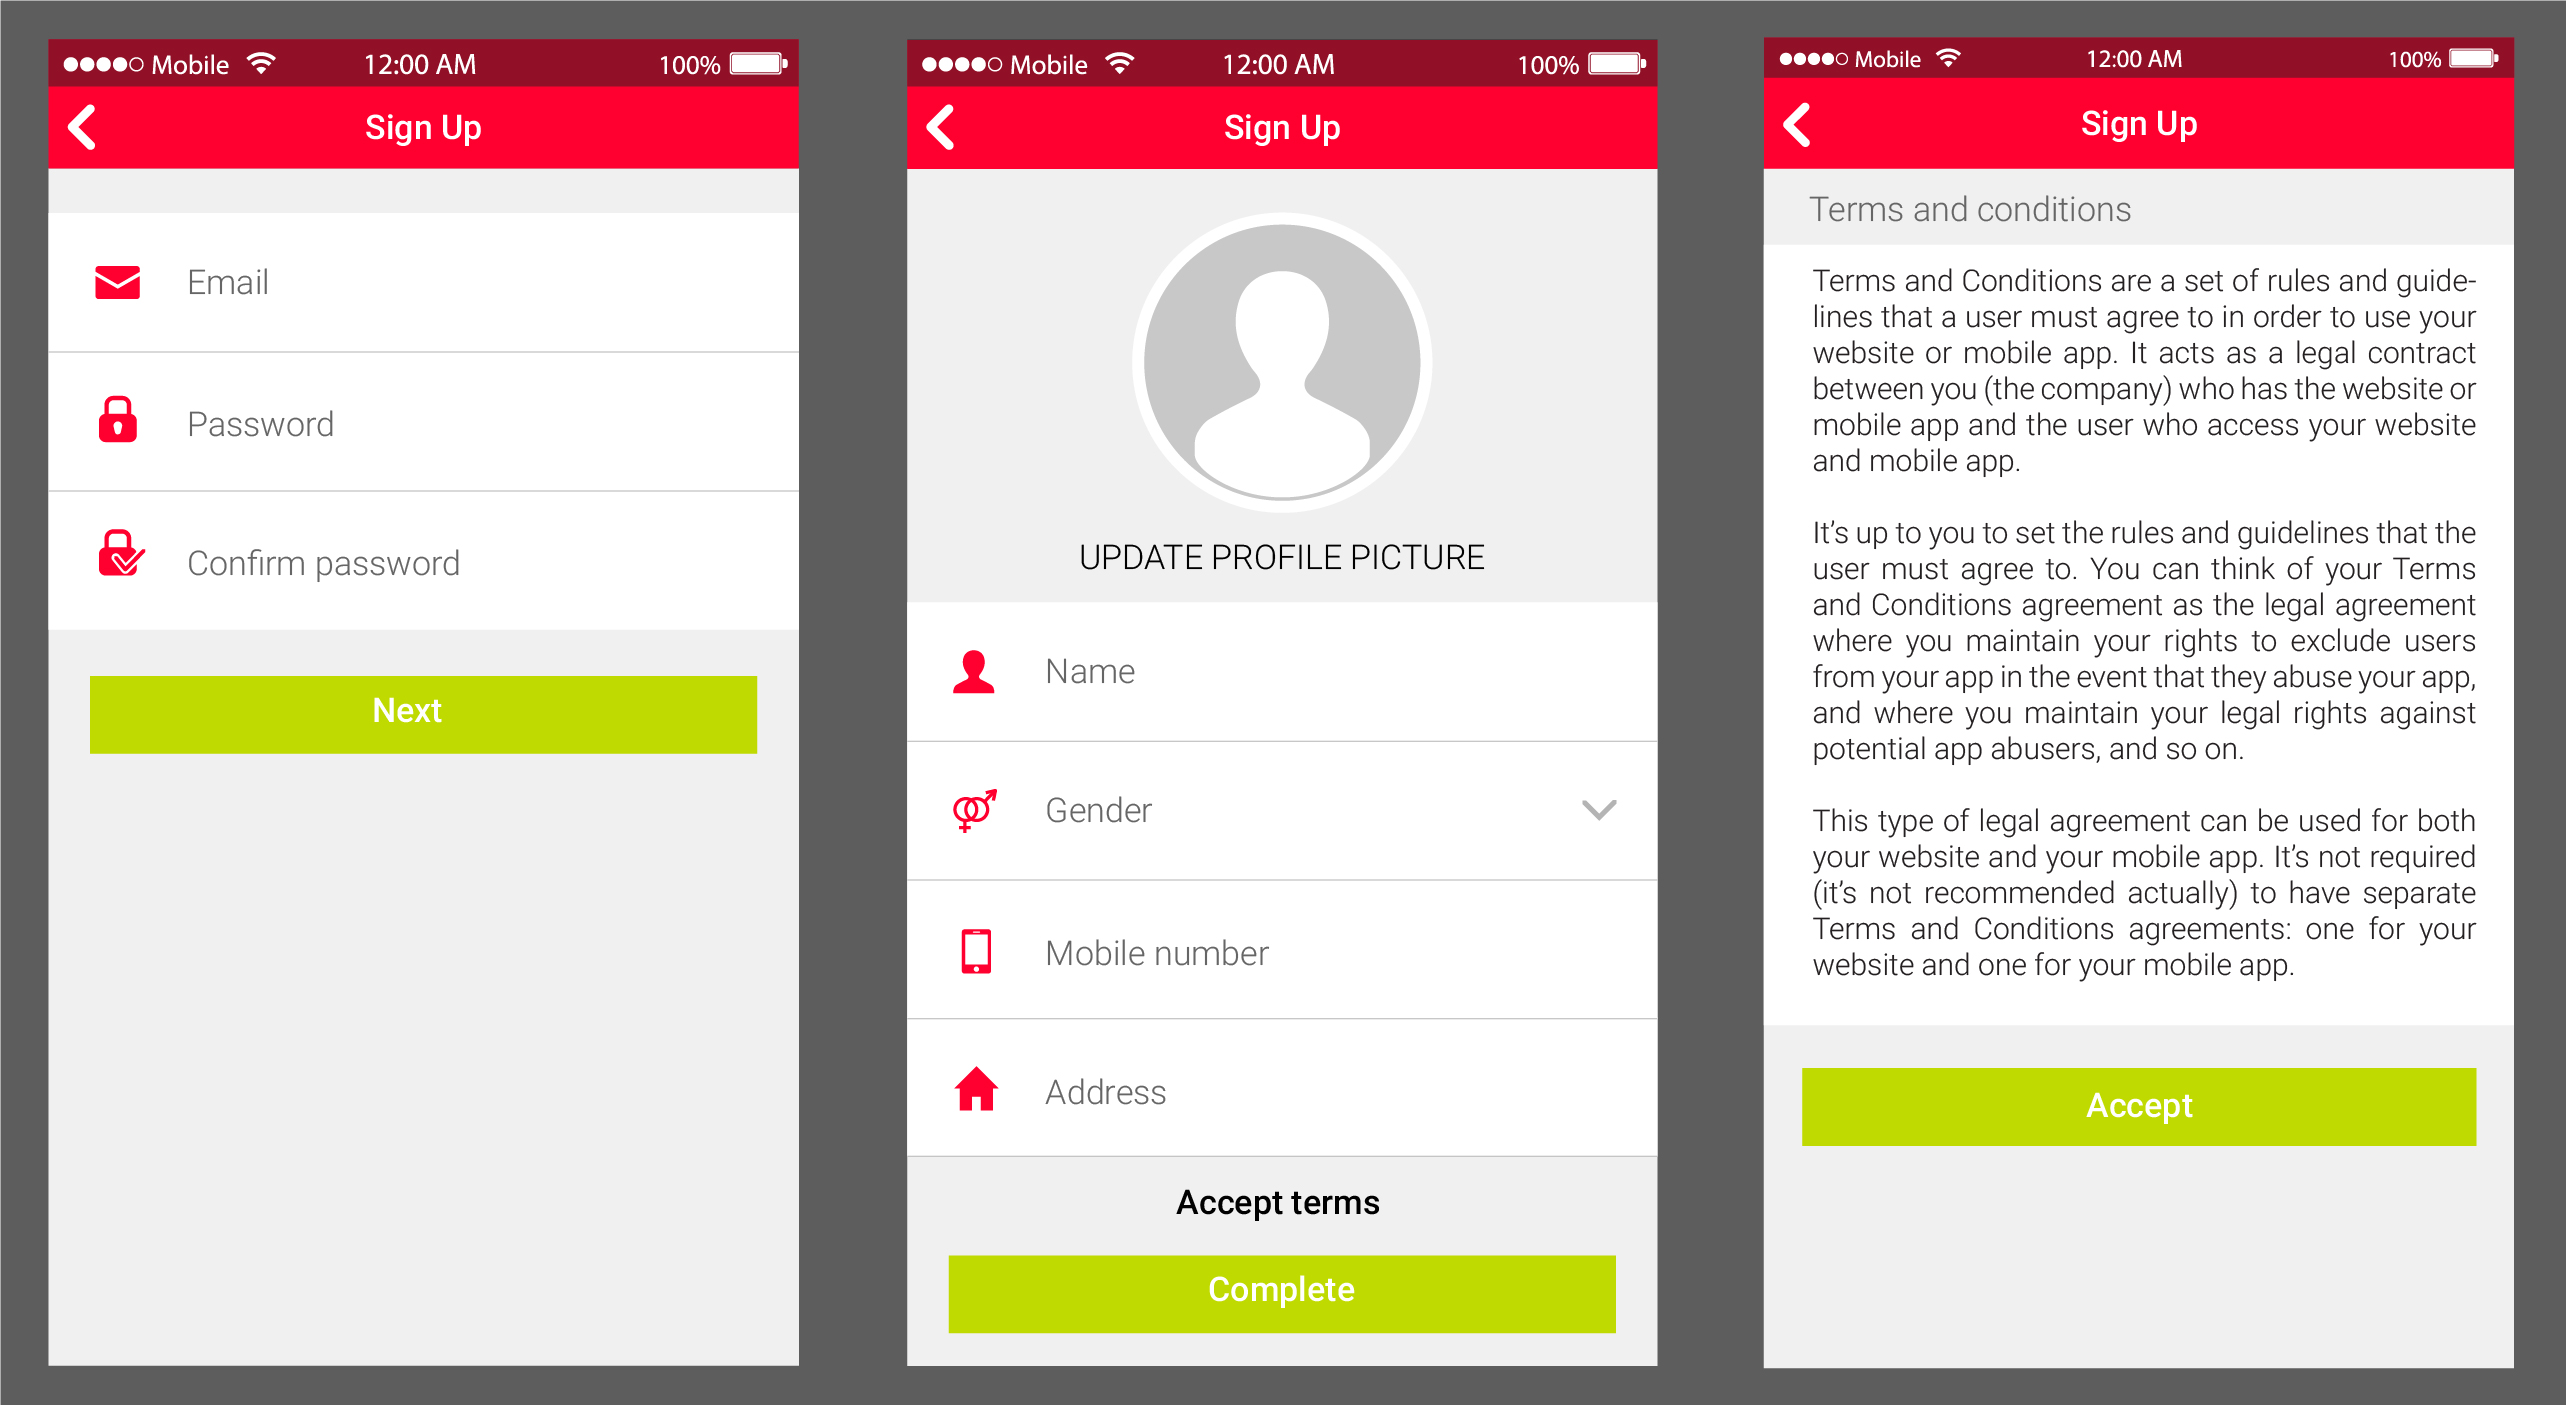 Mobile 12:00 AM 100%
Sign Up
Email
Password
Confirm password
Next
Mobile 12:00 AM 100%
Sign Up
UPDATE PROFILE PICTURE
Name
Gender
Mobile number
Address
Accept terms
Complete
Mobile 12:00 AM 100%
Sign Up
Terms and conditions
Terms and Conditions are a set of rules and guide-
lines that a user must agree to in order to use your
website or mobile app. It acts as a legal contract
between you (the company) who has the website or
mobile app and the user who access your website
and mobile app.
It’s up to you to set the rules and guidelines that the
user must agree to. You can think of your Terms
and Conditions agreement as the legal agreement
where you maintain your rights to exclude users
from your app in the event that they abuse your app,
and where you maintain your legal rights against
potential app abusers, and so on.
This type of legal agreement can be used for both
your website and your mobile app. It’s not required
(it’s not recommended actually) to have separate
Terms and Conditions agreements: one for your
website and one for your mobile app.
Accept